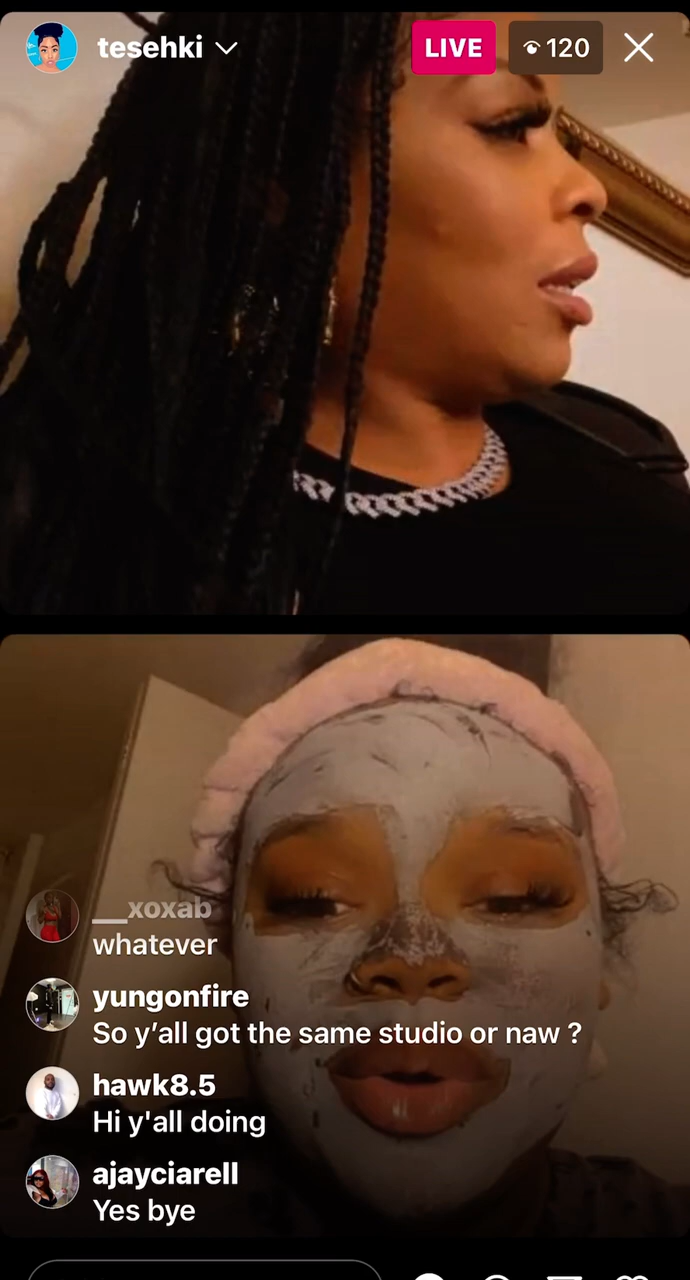 tesehki
LIVE
120
__xoxab
whatever
yungonfire
So y’all got the same studio or naw ?
hawk8.5
Hi y'all doing
ajayciarell
Yes bye